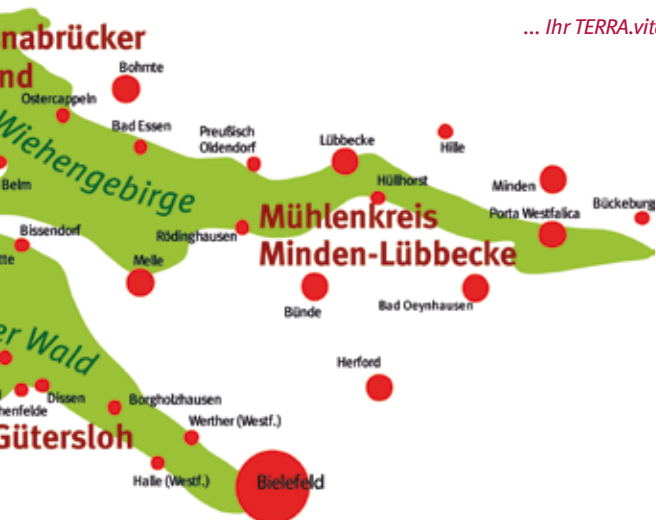 ... Ihr TERRA.vit
nabrücker
nd
Bohmte
Ostercappeln
Wiehengebirge
Bad Essen
Preußisch
Oldendorf
Lübbecke
Hille
Belm
Hüllhorst
Minden
Porta Westfalica
Bückeburg
Mühlenkreis
Minden-Lübbecke
Bissendorf
Rödinghausen
tte
Melle
Bünde
Bad Oeynhausen
er Wald
Herford
Dissen
henfelde
Borgholzhausen
Gütersloh
Werther (Westf.)
Halle (Westf.)
Bielefeld